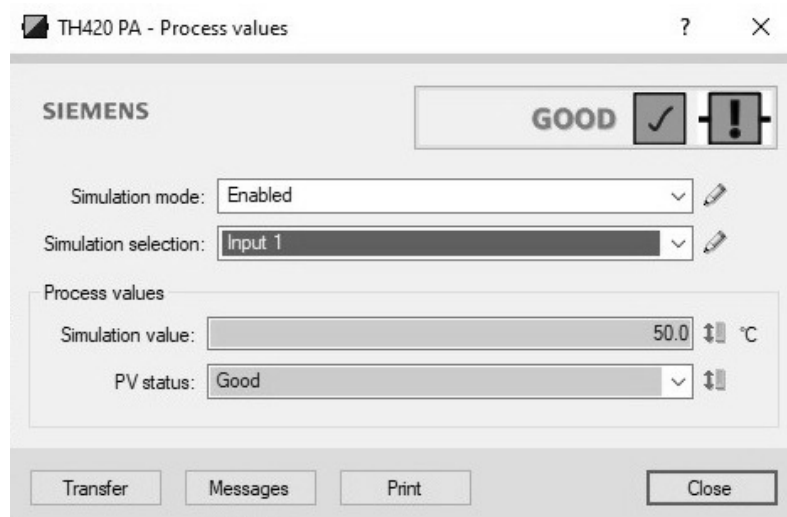 TH420 PA - Process values
SIEMENS
GOOD
Simulation mode: Enabled
Simulation selection: Input 1
Process values
Simulation value: 50.0 °C
PV status: Good
Transfer Messages Print Close